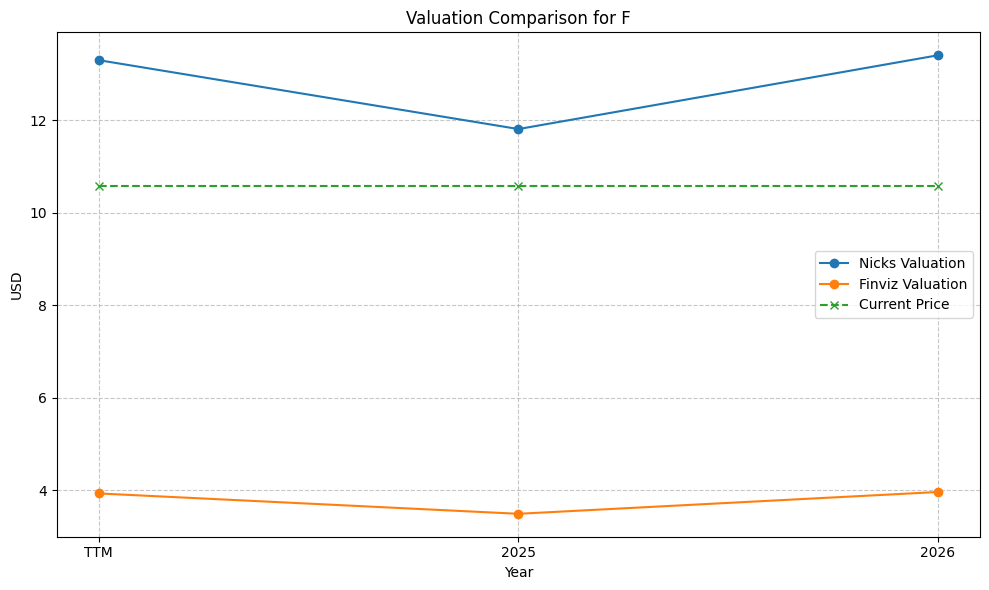 Valuation Comparison for F
USD
12
10
8
6
4
Nicks Valuation
Finviz Valuation
Current Price
TTM
2025
2026
Year